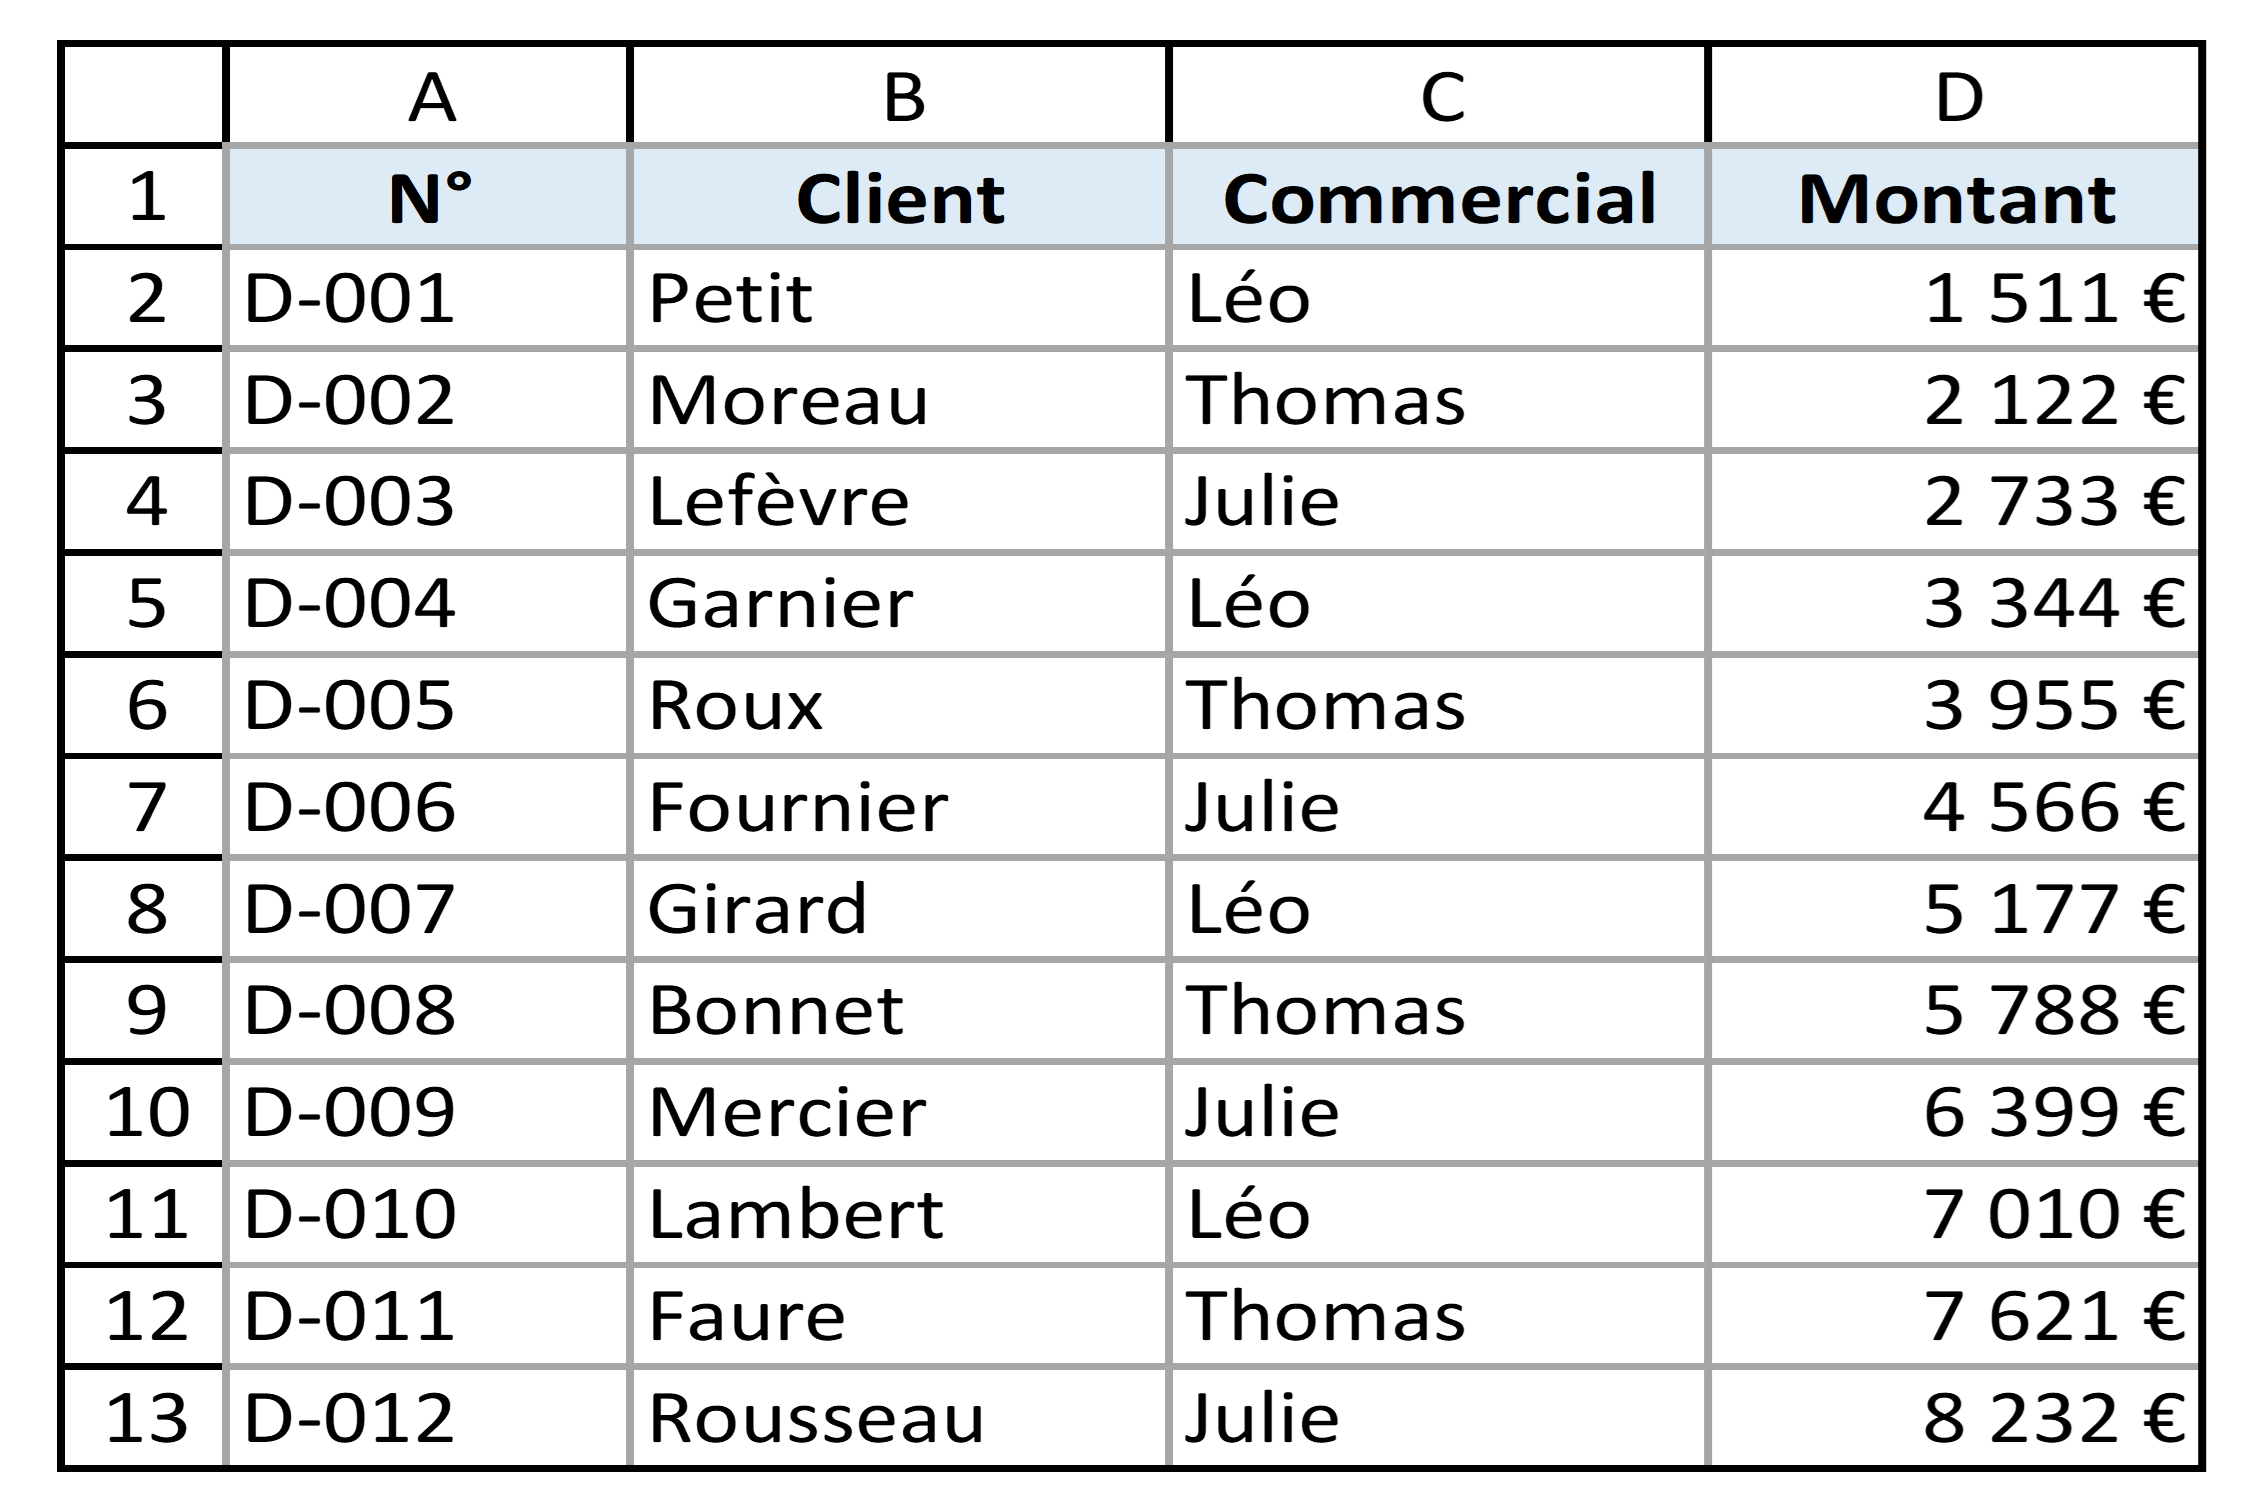 A B C D
1 N° Client Commercial Montant
2 D-001 Petit Léo 1 511 €
3 D-002 Moreau Thomas 2 122 €
4 D-003 Lefèvre Julie 2 733 €
5 D-004 Garnier Léo 3 344 €
6 D-005 Roux Thomas 3 955 €
7 D-006 Fournier Julie 4 566 €
8 D-007 Girard Léo 5 177 €
9 D-008 Bonnet Thomas 5 788 €
10 D-009 Mercier Julie 6 399 €
11 D-010 Lambert Léo 7 010 €
12 D-011 Faure Thomas 7 621 €
13 D-012 Rousseau Julie 8 232 €